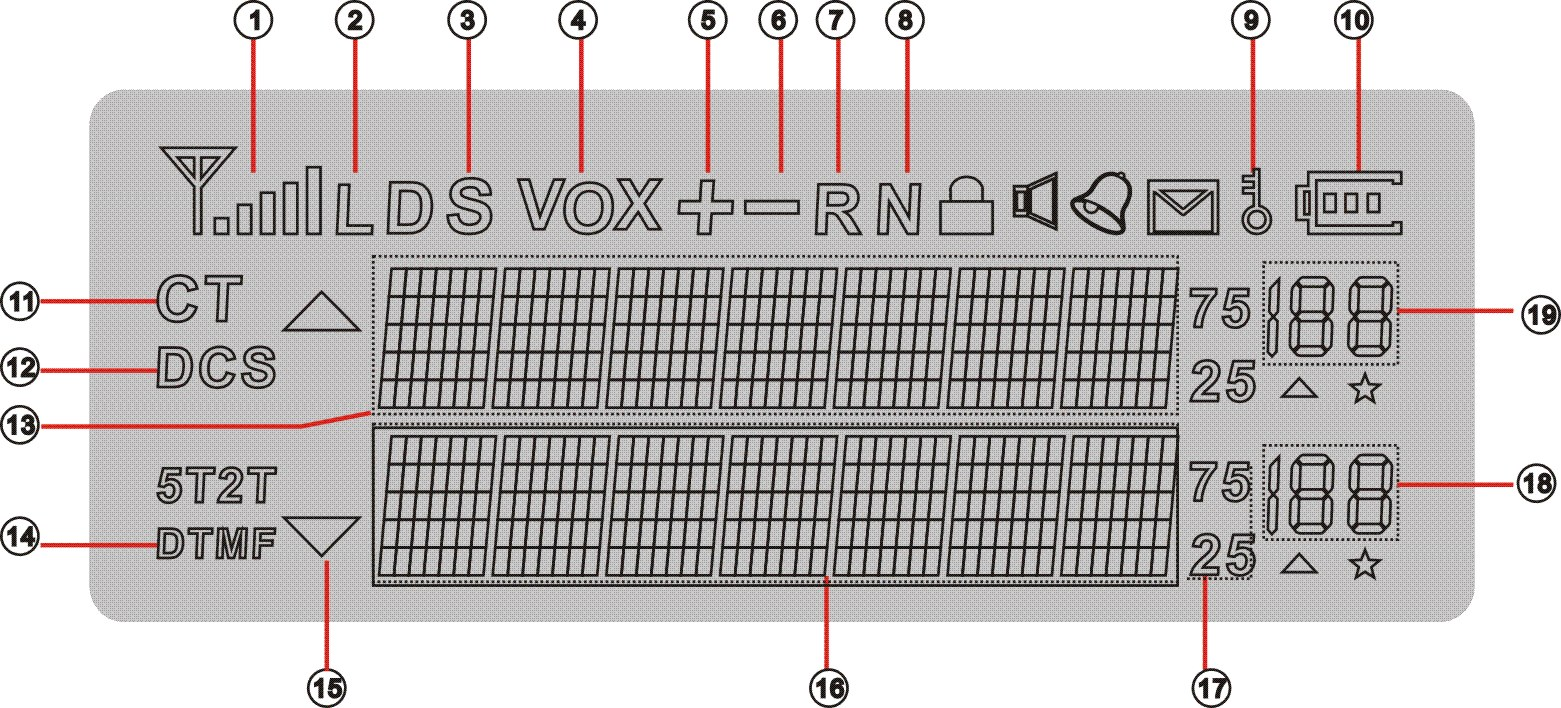 1 2 3 4 5 6 7 8 9 10
L D S VOX + - R N
11 CT 75 188 19
12 DCS 25
13
5T2T 75 188 18
14 DTMF 25
15 16 17